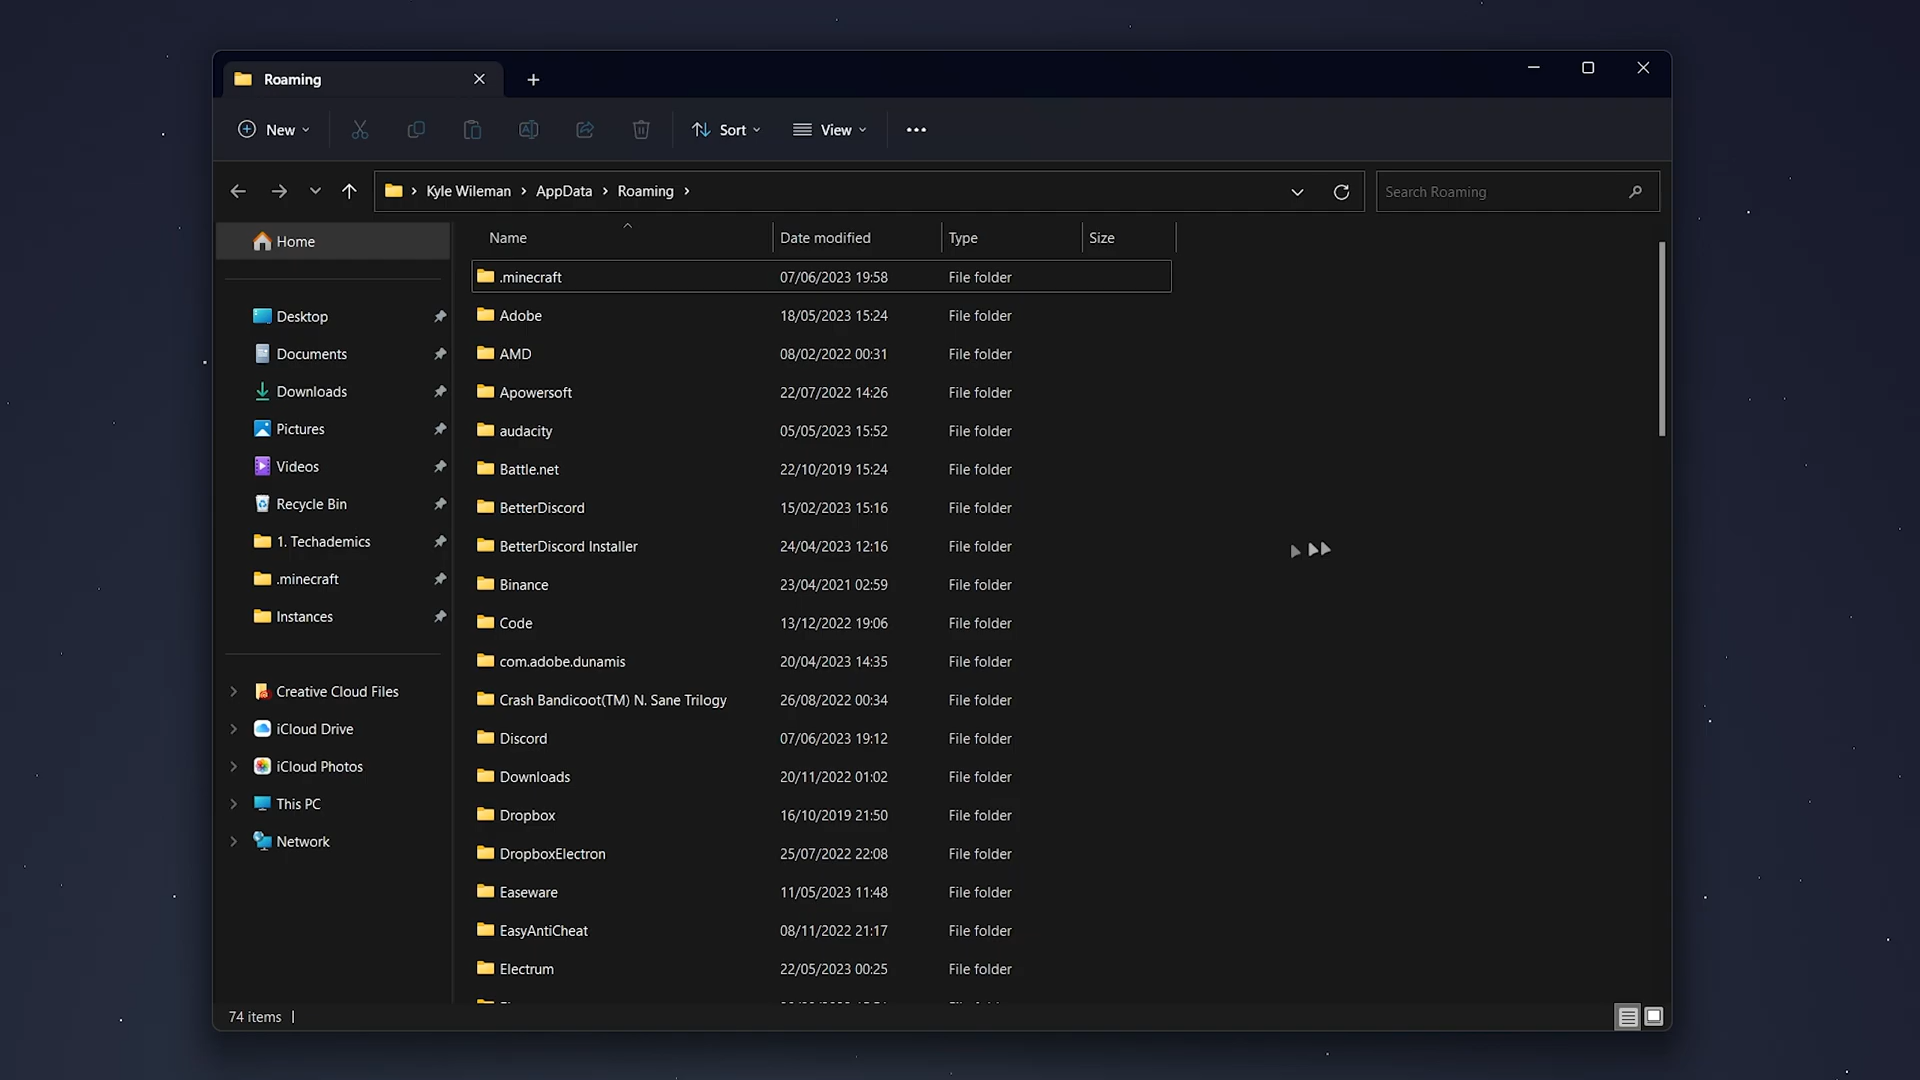 Roaming
New
Sort
View
Kyle Wileman
AppData
Roaming
Search Roaming
Home
Desktop
Documents
Downloads
Pictures
Videos
Recycle Bin
1. Techademics
.minecraft
Instances
Creative Cloud Files
iCloud Drive
iCloud Photos
This PC
Network
Name Date modified Type Size
.minecraft 07/06/2023 19:58 File folder
Adobe 18/05/2023 15:24 File folder
AMD 08/02/2022 00:31 File folder
Apowersoft 22/07/2022 14:26 File folder
audacity 05/05/2023 15:52 File folder
Battle.net 22/10/2019 15:24 File folder
BetterDiscord 15/02/2023 15:16 File folder
BetterDiscord Installer 24/04/2023 12:16 File folder
Binance 23/04/2021 02:59 File folder
Code 13/12/2022 19:06 File folder
com.adobe.dunamis 20/04/2023 14:35 File folder
Crash Bandicoot(TM) N. Sane Trilogy 26/08/2022 00:34 File folder
Discord 07/06/2023 19:12 File folder
Downloads 20/11/2022 01:02 File folder
Dropbox 16/10/2019 21:50 File folder
DropboxElectron 25/07/2022 22:08 File folder
Easeware 11/05/2023 11:48 File folder
EasyAntiCheat 08/11/2022 21:17 File folder
Electrum 22/05/2023 00:25 File folder
74 items